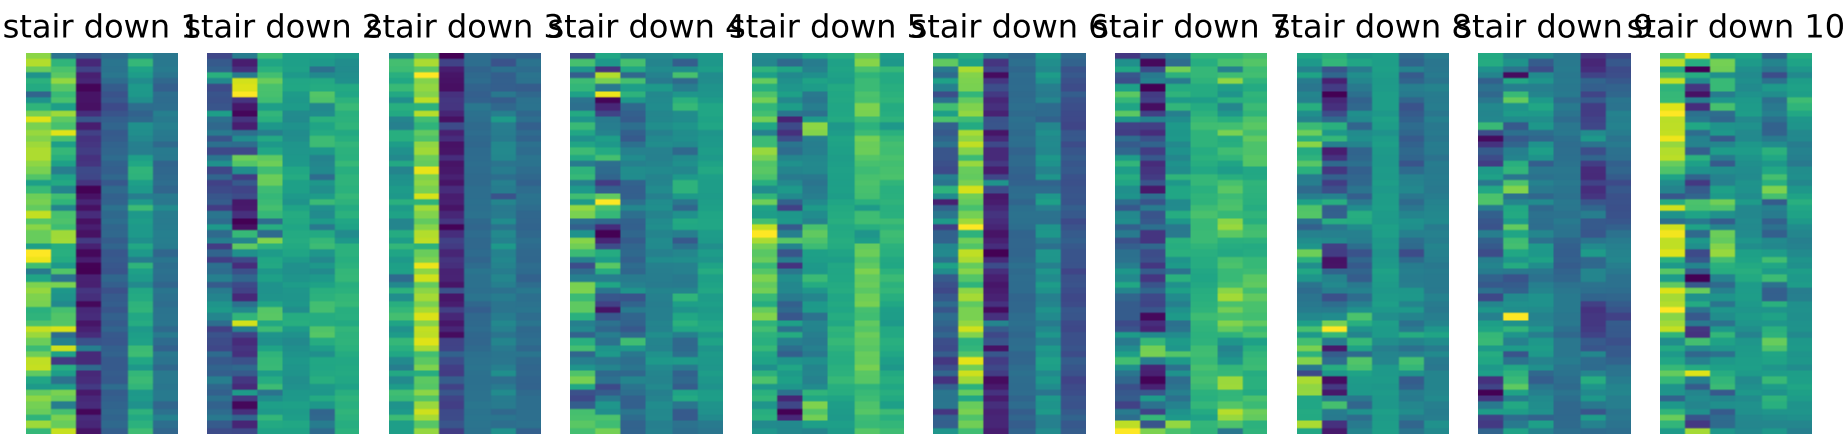 stair down 1
stair down 2
stair down 3
stair down 4
stair down 5
stair down 6
stair down 7
stair down 8
stair down 9
stair down 10